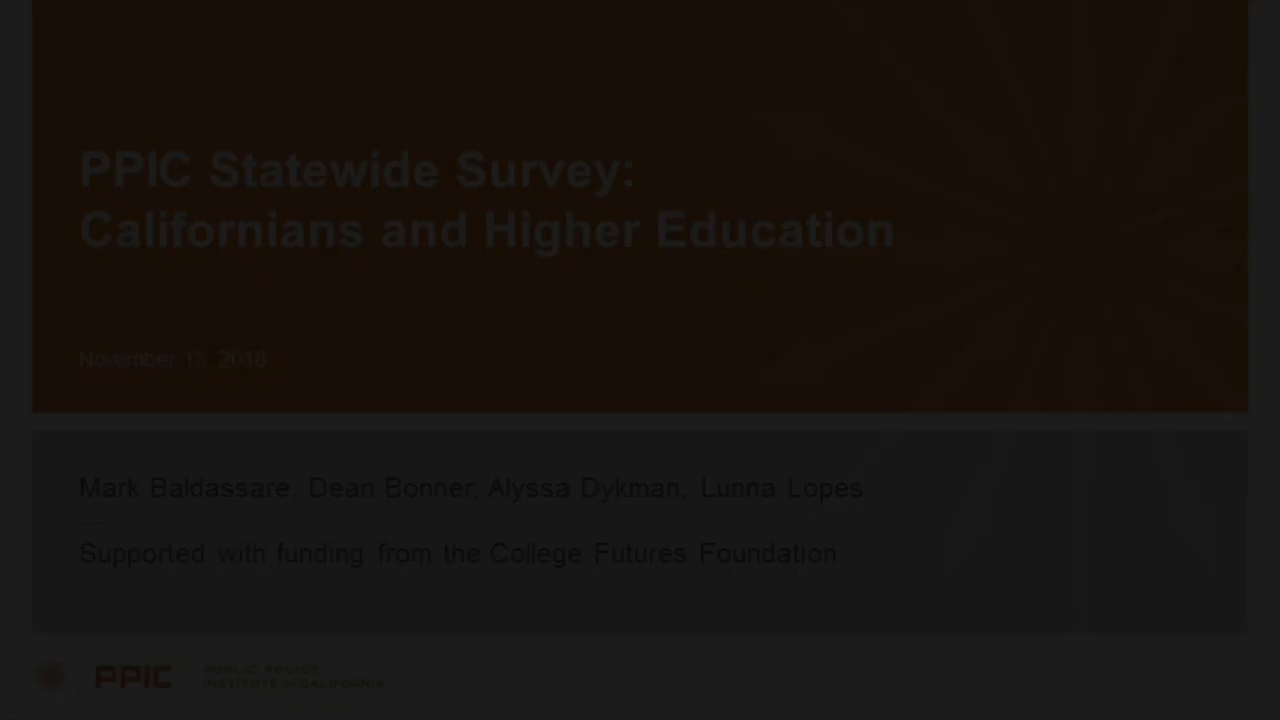 PPIC Statewide Survey:
Californians and Higher Education
November 15, 2018
Mark Baldassare, Dean Bonner, Alyssa Dykman, Lunna Lopes
Supported with funding from the College Futures Foundation
PPIC
PUBLIC POLICY
INSTITUTE OF CALIFORNIA